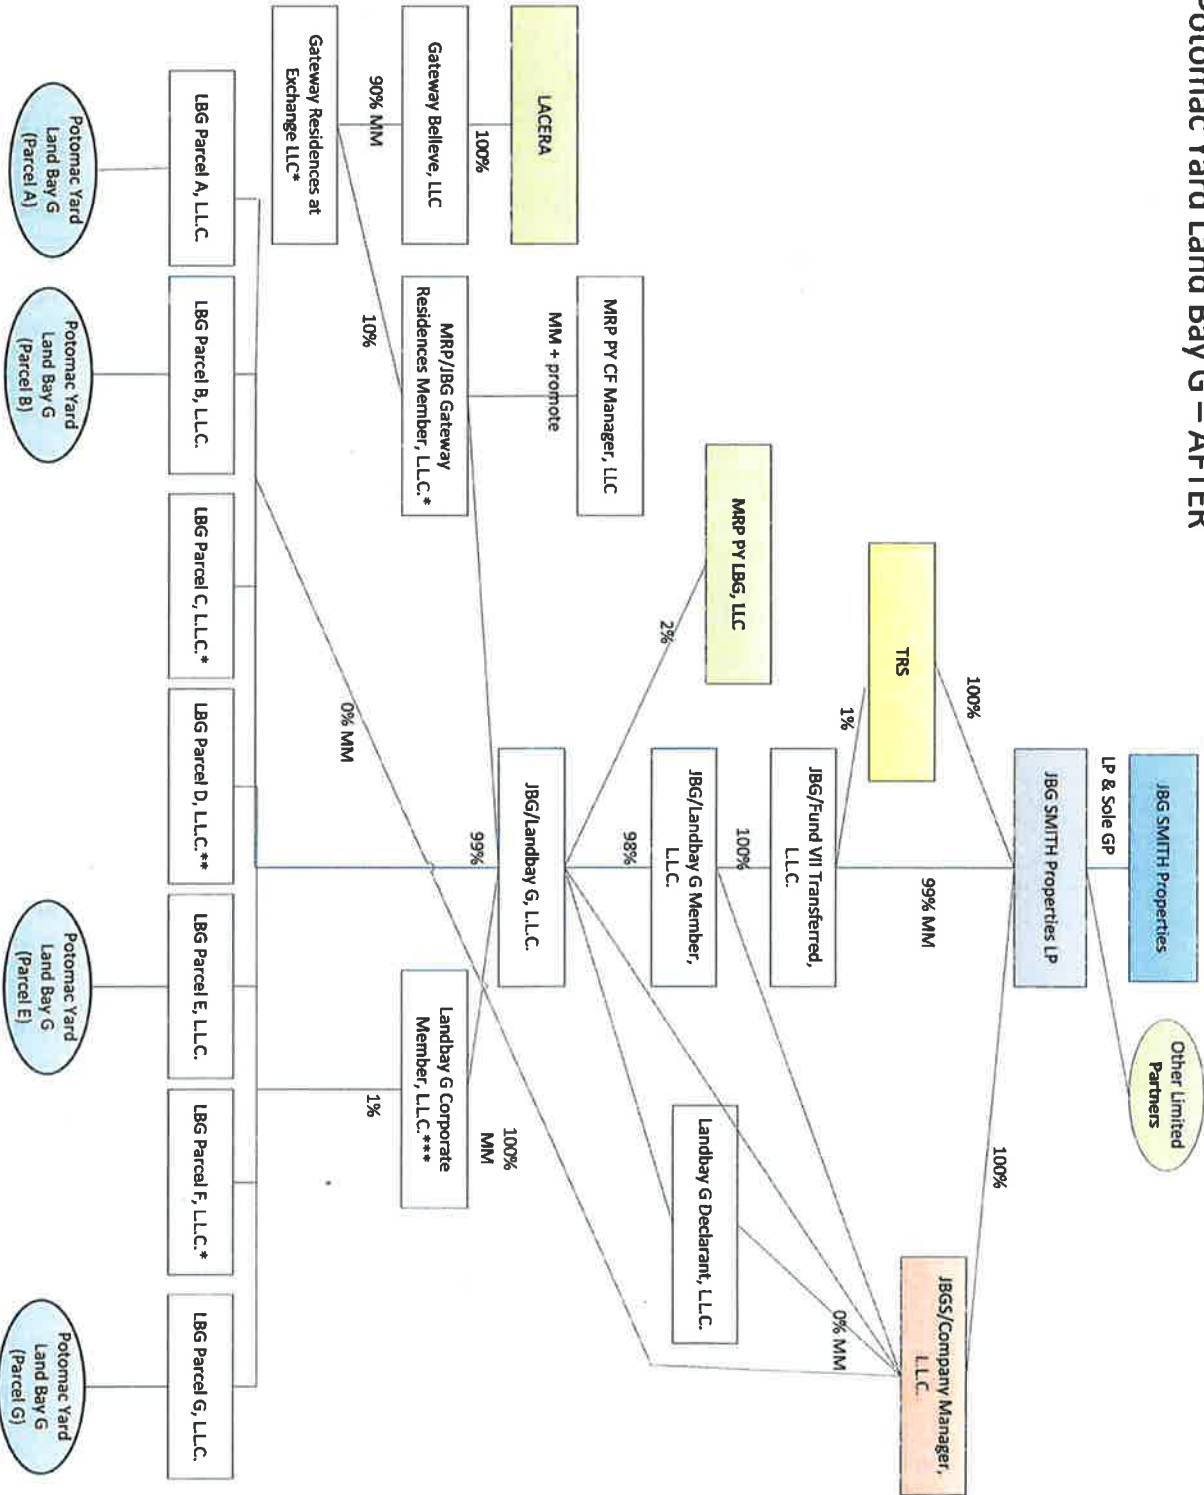 Potomac Yard Land Bay G – AFTER
JBG SMITH Properties
Other Limited
Partners
LP & Sole GP
JBG SMITH Properties LP
100%
99% MM
100%
TRS
1%
JBG/Fund VII Transferred,
L.L.C.
JBGS/Company Manager,
L.L.C.
100%
0% MM
MRP PY LBG, LLC
JBG/Landbay G Member,
L.L.C.
Landbay G Declarant, L.L.C.
2%
98%
LACERA
MRP PY CF Manager, LLC
JBG/Landbay G, L.L.C.
100%
MM + promote
99%
100%
MM
Gateway Belleve, LLC
MRP/JBG Gateway
Residences Member, L.L.C.*
Landbay G Corporate
Member, L.L.C.***
90% MM
10%
0% MM
1%
Gateway Residences at
Exchange LLC*
LBG Parcel A, L.L.C.
LBG Parcel B, L.L.C.
LBG Parcel C, L.L.C.*
LBG Parcel D, L.L.C.**
LBG Parcel E, L.L.C.
LBG Parcel F, L.L.C.*
LBG Parcel G, L.L.C.
Potomac Yard
Land Bay G
(Parcel A)
Potomac Yard
Land Bay G
(Parcel B)
Potomac Yard
Land Bay G
(Parcel E)
Potomac Yard
Land Bay G
(Parcel G)